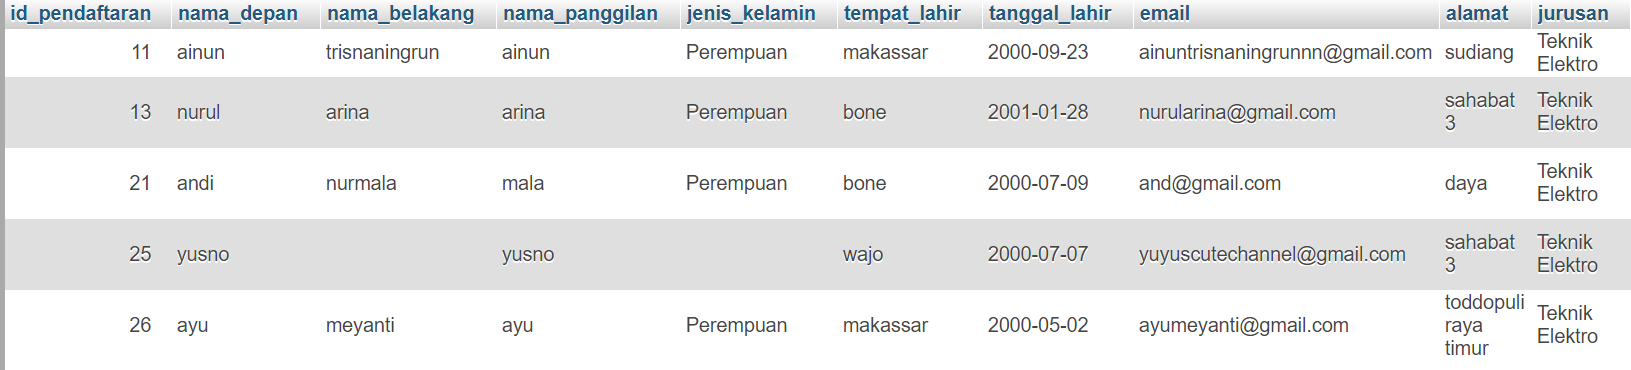 id_pendaftaran nama_depan nama_belakang nama_panggilan jenis_kelamin tempat_lahir tanggal_lahir email alamat jurusan
11 ainun trisnaningrun ainun Perempuan makassar 2000-09-23 ainuntrisnaningrunnn@gmail.com sudiang Teknik
Elektro
13 nurul arina arina Perempuan bone 2001-01-28 nurularina@gmail.com sahabat Teknik
3 Elektro
21 andi nurmala mala Perempuan bone 2000-07-09 and@gmail.com daya Teknik
Elektro
25 yusno yusno wajo 2000-07-07 yuyuscutechannel@gmail.com sahabat Teknik
3 Elektro
26 ayu meyanti ayu Perempuan makassar 2000-05-02 ayumeyanti@gmail.com toddopuli Teknik
raya Elektro
timur